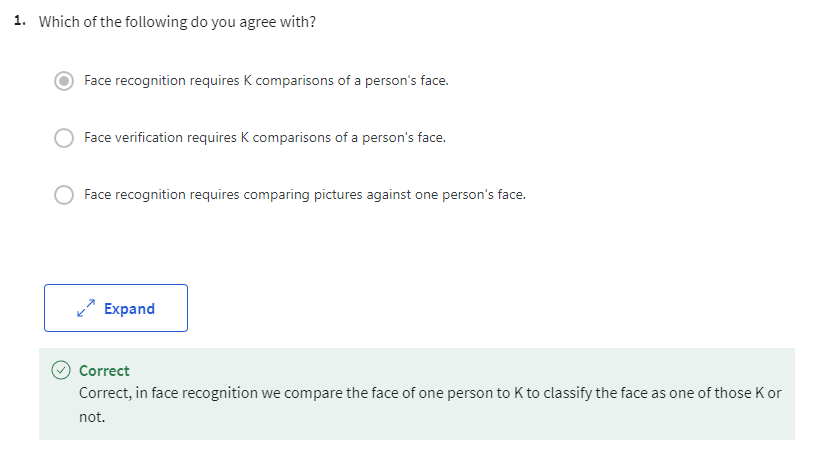 1. Which of the following do you agree with?
Face recognition requires K comparisons of a person's face.
Face verification requires K comparisons of a person's face.
Face recognition requires comparing pictures against one person's face.
Expand
Correct
Correct, in face recognition we compare the face of one person to K to classify the face as one of those K or
not.